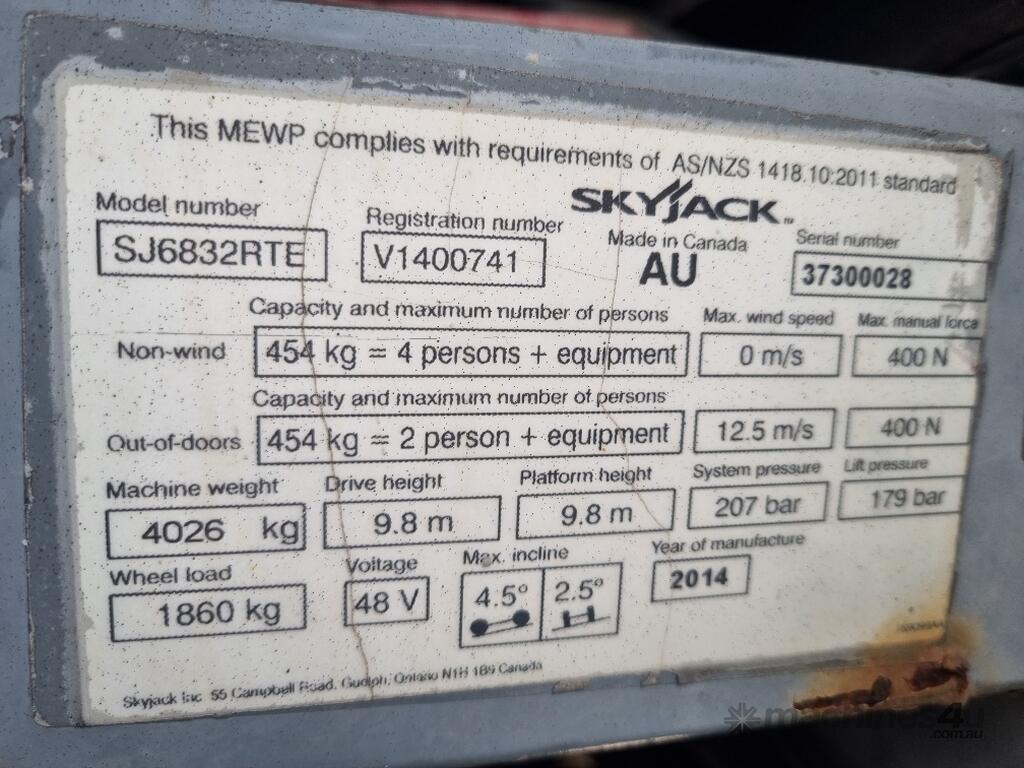 This MEWP complies with requirements of AS/NZS 1418.10:2011 standard
SKYJACK™
Model number
SJ6832RTE
Registration number
V1400741
Made in Canada
AU
Serial number
37300028
Capacity and maximum number of persons
Max. wind speed
Max. manual force
Non-wind
454 kg = 4 persons + equipment
0 m/s
400 N
Capacity and maximum number of persons
Out-of-doors
454 kg = 2 person + equipment
12.5 m/s
400 N
Machine weight
Drive height
Platform height
System pressure
Lift pressure
4026 kg
9.8 m
9.8 m
207 bar
179 bar
Wheel load
Voltage
Max. incline
Year of manufacture
1860 kg
48 V
4.5°
2.5°
2014
Skyjack Inc. 55 Campbell Road, Guelph, Ontario N1H 1B9 Canada
machines4u
.com.au